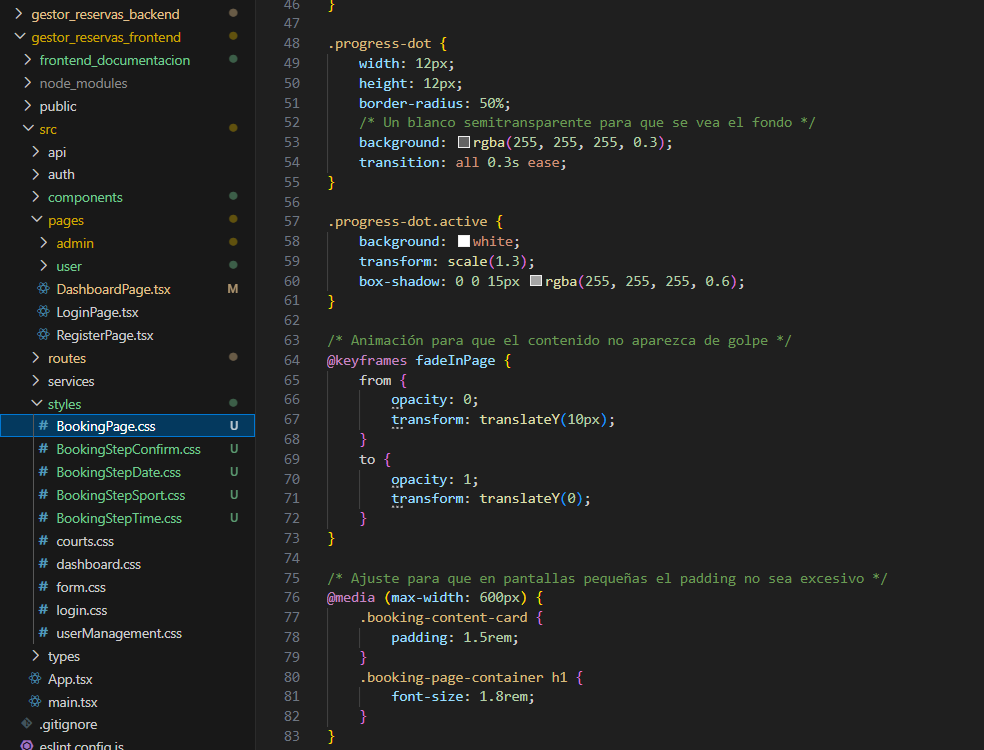 gestor_reservas_backend
gestor_reservas_frontend
frontend_documentacion
node_modules
public
src
api
auth
components
pages
admin
user
DashboardPage.tsx M
LoginPage.tsx
RegisterPage.tsx
routes
services
styles
# BookingPage.css U
# BookingStepConfirm.css U
# BookingStepDate.css U
# BookingStepSport.css U
# BookingStepTime.css U
# courts.css
# dashboard.css
# form.css
# login.css
# userManagement.css
types
App.tsx
main.tsx
.gitignore
eslint.config.js
46 }
47
48 .progress-dot {
49 width: 12px;
50 height: 12px;
51 border-radius: 50%;
52 /* Un blanco semitransparente para que se vea el fondo */
53 background: rgba(255, 255, 255, 0.3);
54 transition: all 0.3s ease;
55 }
56
57 .progress-dot.active {
58 background: white;
59 transform: scale(1.3);
60 box-shadow: 0 0 15px rgba(255, 255, 255, 0.6);
61 }
62
63 /* Animación para que el contenido no aparezca de golpe */
64 @keyframes fadeInPage {
65 from {
66 opacity: 0;
67 transform: translateY(10px);
68 }
69 to {
70 opacity: 1;
71 transform: translateY(0);
72 }
73 }
74
75 /* Ajuste para que en pantallas pequeñas el padding no sea excesivo */
76 @media (max-width: 600px) {
77 .booking-content-card {
78 padding: 1.5rem;
79 }
80 .booking-page-container h1 {
81 font-size: 1.8rem;
82 }
83 }